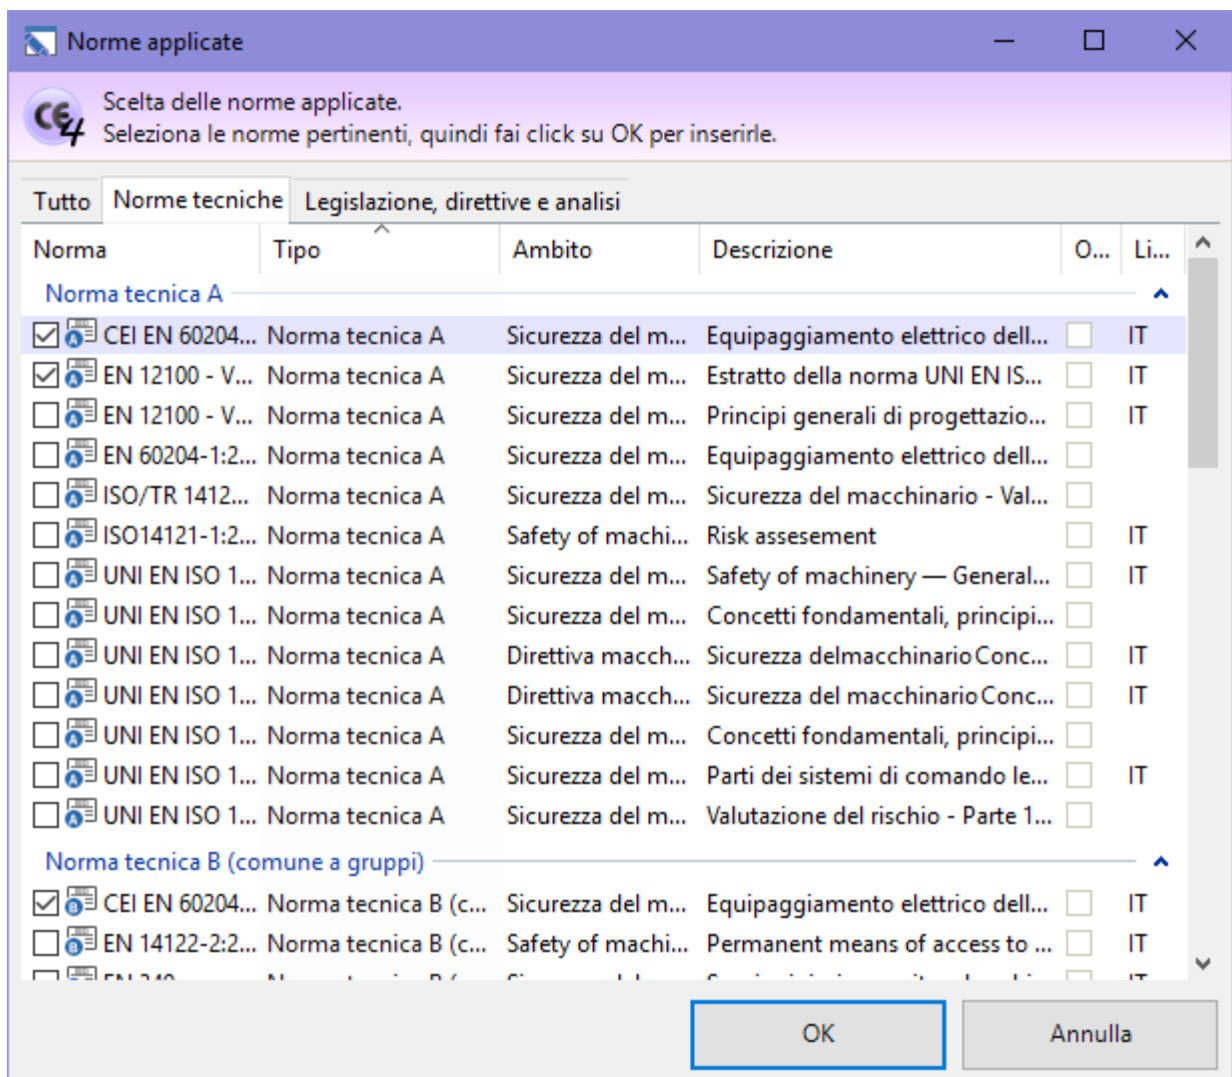 Norme applicate
CE4
Scelta delle norme applicate.
Seleziona le norme pertinenti, quindi fai click su OK per inserirle.
Tutto Norme tecniche Legislazione, direttive e analisi
Norma Tipo Ambito Descrizione O... Li...
Norma tecnica A
CEI EN 60204... Norma tecnica A Sicurezza del m... Equipaggiamento elettrico dell... IT
EN 12100 - V... Norma tecnica A Sicurezza del m... Estratto della norma UNI EN IS... IT
EN 12100 - V... Norma tecnica A Sicurezza del m... Principi generali di progettazio... IT
EN 60204-1:2... Norma tecnica A Sicurezza del m... Equipaggiamento elettrico dell...
ISO/TR 1412... Norma tecnica A Sicurezza del m... Sicurezza del macchinario - Val...
ISO14121-1:2... Norma tecnica A Safety of machi... Risk assesement IT
UNI EN ISO 1... Norma tecnica A Sicurezza del m... Safety of machinery — General... IT
UNI EN ISO 1... Norma tecnica A Sicurezza del m... Concetti fondamentali, principi...
UNI EN ISO 1... Norma tecnica A Direttiva macch... Sicurezza delmacchinario Conc... IT
UNI EN ISO 1... Norma tecnica A Direttiva macch... Sicurezza del macchinario Conc... IT
UNI EN ISO 1... Norma tecnica A Sicurezza del m... Concetti fondamentali, principi...
UNI EN ISO 1... Norma tecnica A Sicurezza del m... Parti dei sistemi di comando le... IT
UNI EN ISO 1... Norma tecnica A Sicurezza del m... Valutazione del rischio - Parte 1...
Norma tecnica B (comune a gruppi)
CEI EN 60204... Norma tecnica B (c... Sicurezza del m... Equipaggiamento elettrico dell... IT
EN 14122-2:2... Norma tecnica B (c... Safety of machi... Permanent means of access to ... IT
OK Annulla